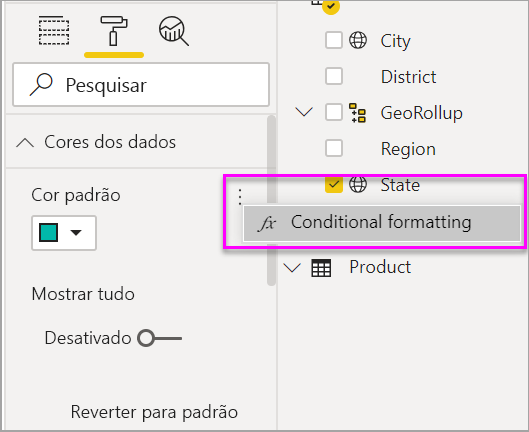 Pesquisar
Cores dos dados
Cor padrão
Mostrar tudo
Desativado
Reverter para padrão
City
District
GeoRollup
Region
State
fx Conditional formatting
Product